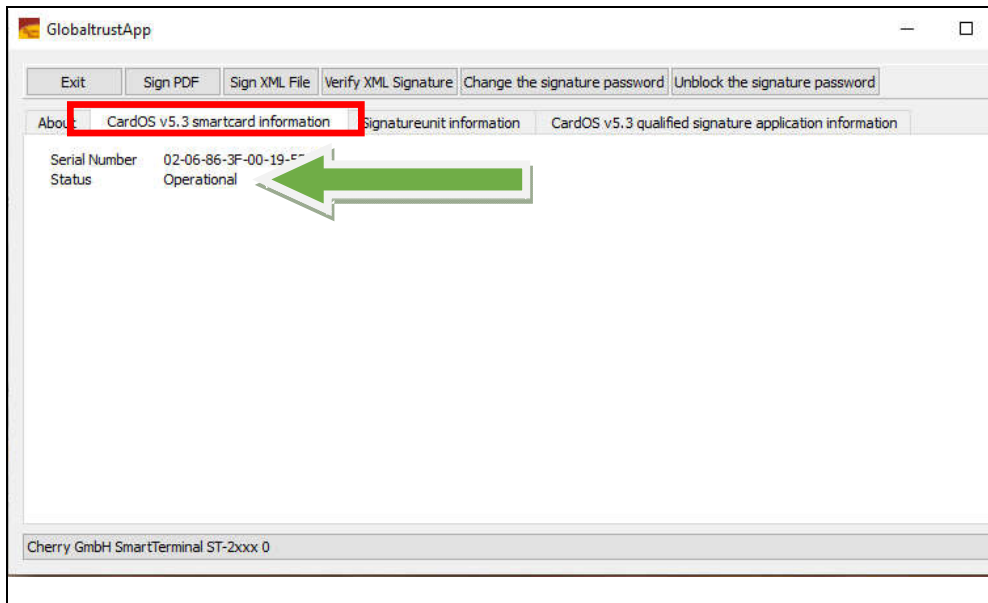 GlobaltrustApp
Exit Sign PDF Sign XML File Verify XML Signature Change the signature password Unblock the signature password
About CardOS v5.3 smartcard information Signatureunit information CardOS v5.3 qualified signature application information
Serial Number
Status Operational
Cherry GmbH SmartTerminal ST-2xxx 0